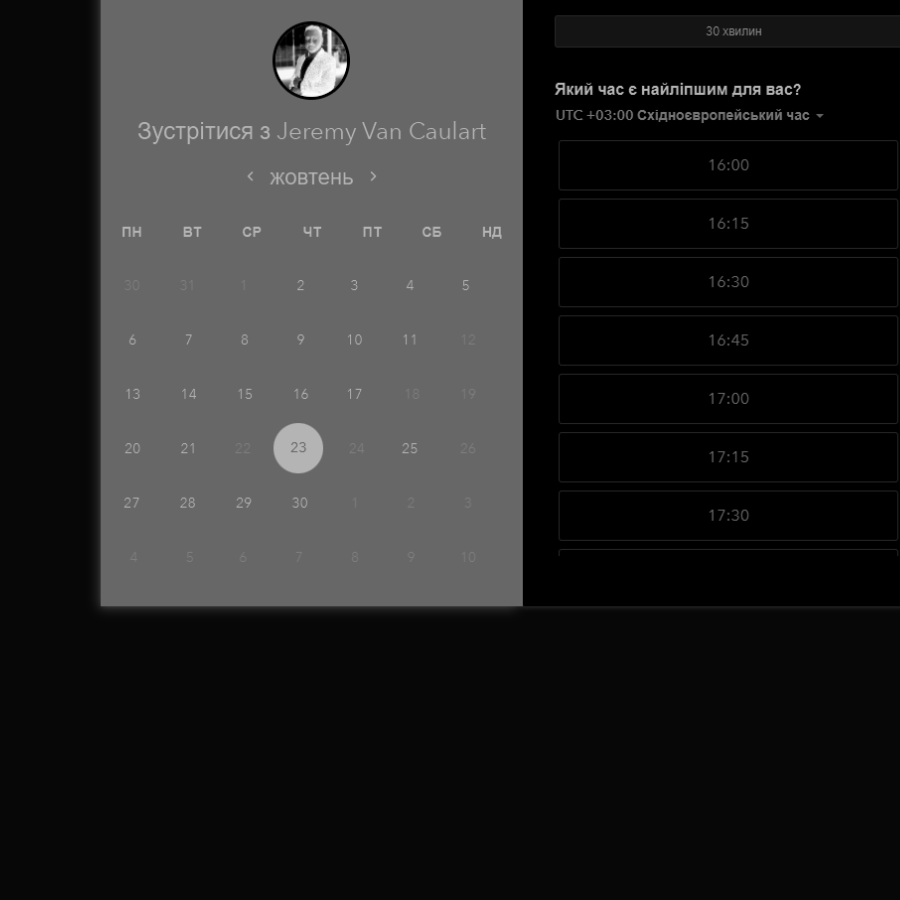 Зустрітися з Jeremy Van Caulart
‹ жовтень ›
ПН ВТ СР ЧТ ПТ СБ НД
30 31 1 2 3 4 5
6 7 8 9 10 11 12
13 14 15 16 17 18 19
20 21 22 23 24 25 26
27 28 29 30 1 2 3
4 5 6 7 8 9 10
30 хвилин
Який час є найліпшим для вас?
UTC +03:00 Східноєвропейський час
16:00
16:15
16:30
16:45
17:00
17:15
17:30